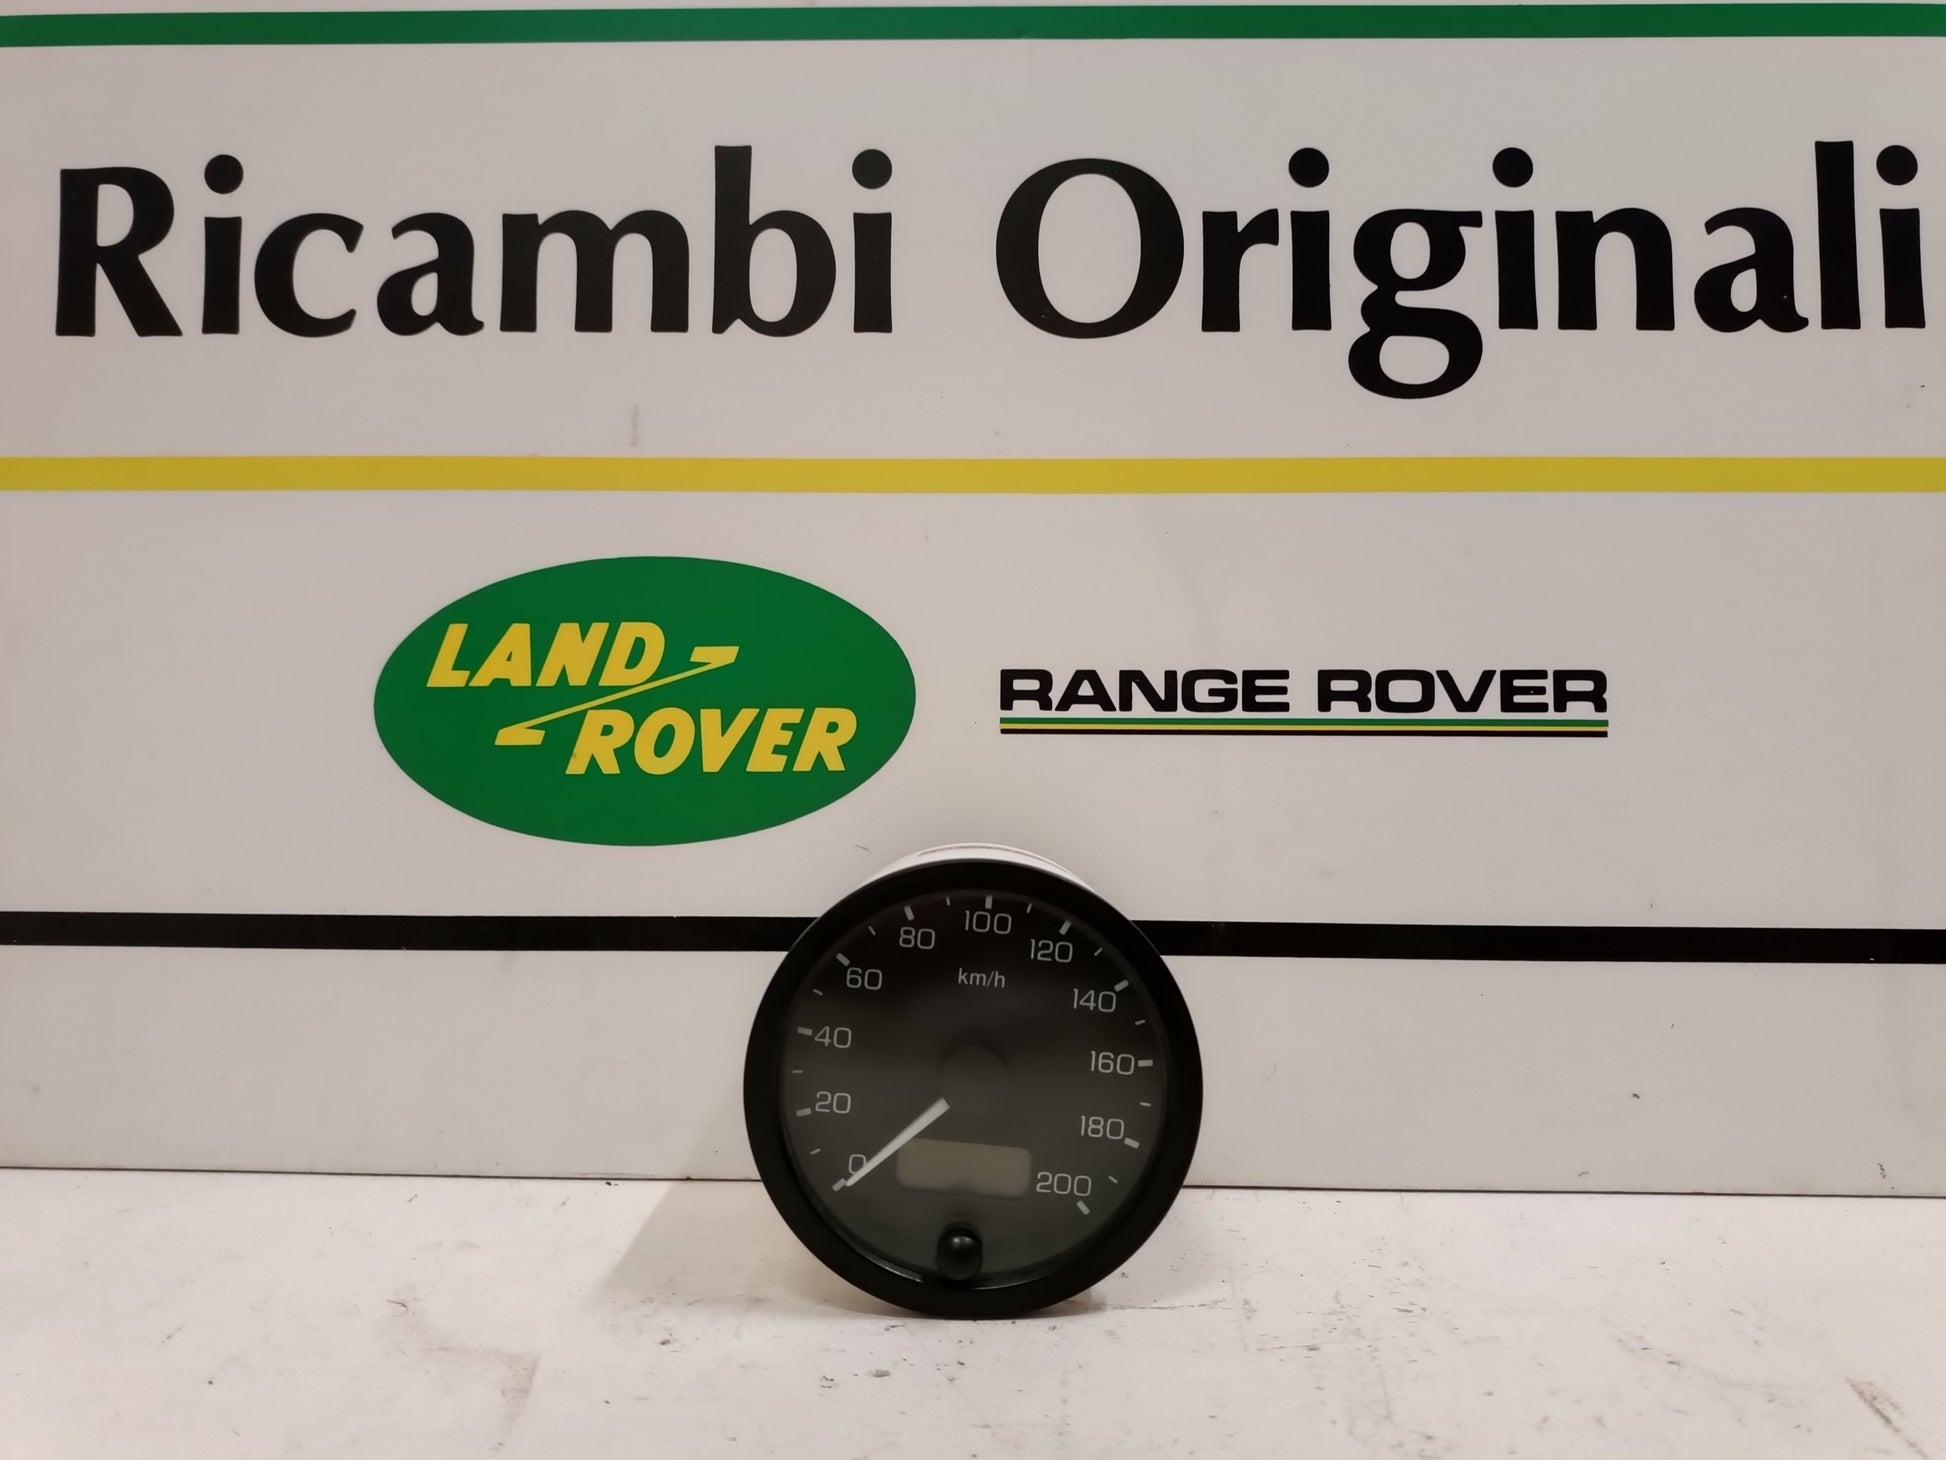 Ricambi Originali
LAND
ROVER
RANGE ROVER
0 20 40 60 80 100 120 140 160 180 200
km/h